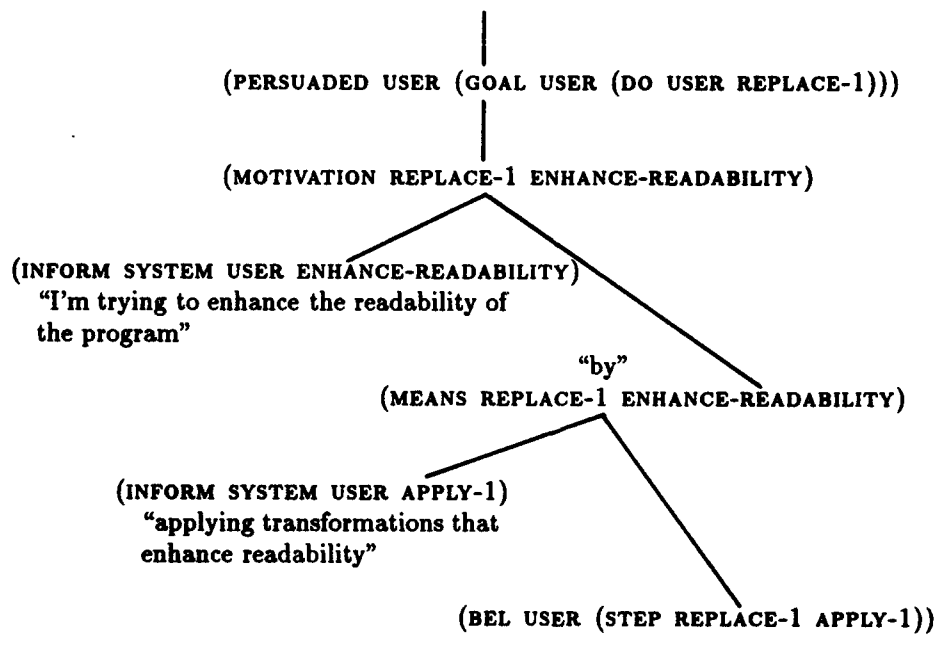 (PERSUADED USER (GOAL USER (DO USER REPLACE-1)))
(MOTIVATION REPLACE-1 ENHANCE-READABILITY)
(INFORM SYSTEM USER ENHANCE-READABILITY)
“I'm trying to enhance the readability of
the program”
“by”
(MEANS REPLACE-1 ENHANCE-READABILITY)
(INFORM SYSTEM USER APPLY-1)
“applying transformations that
enhance readability”
(BEL USER (STEP REPLACE-1 APPLY-1))